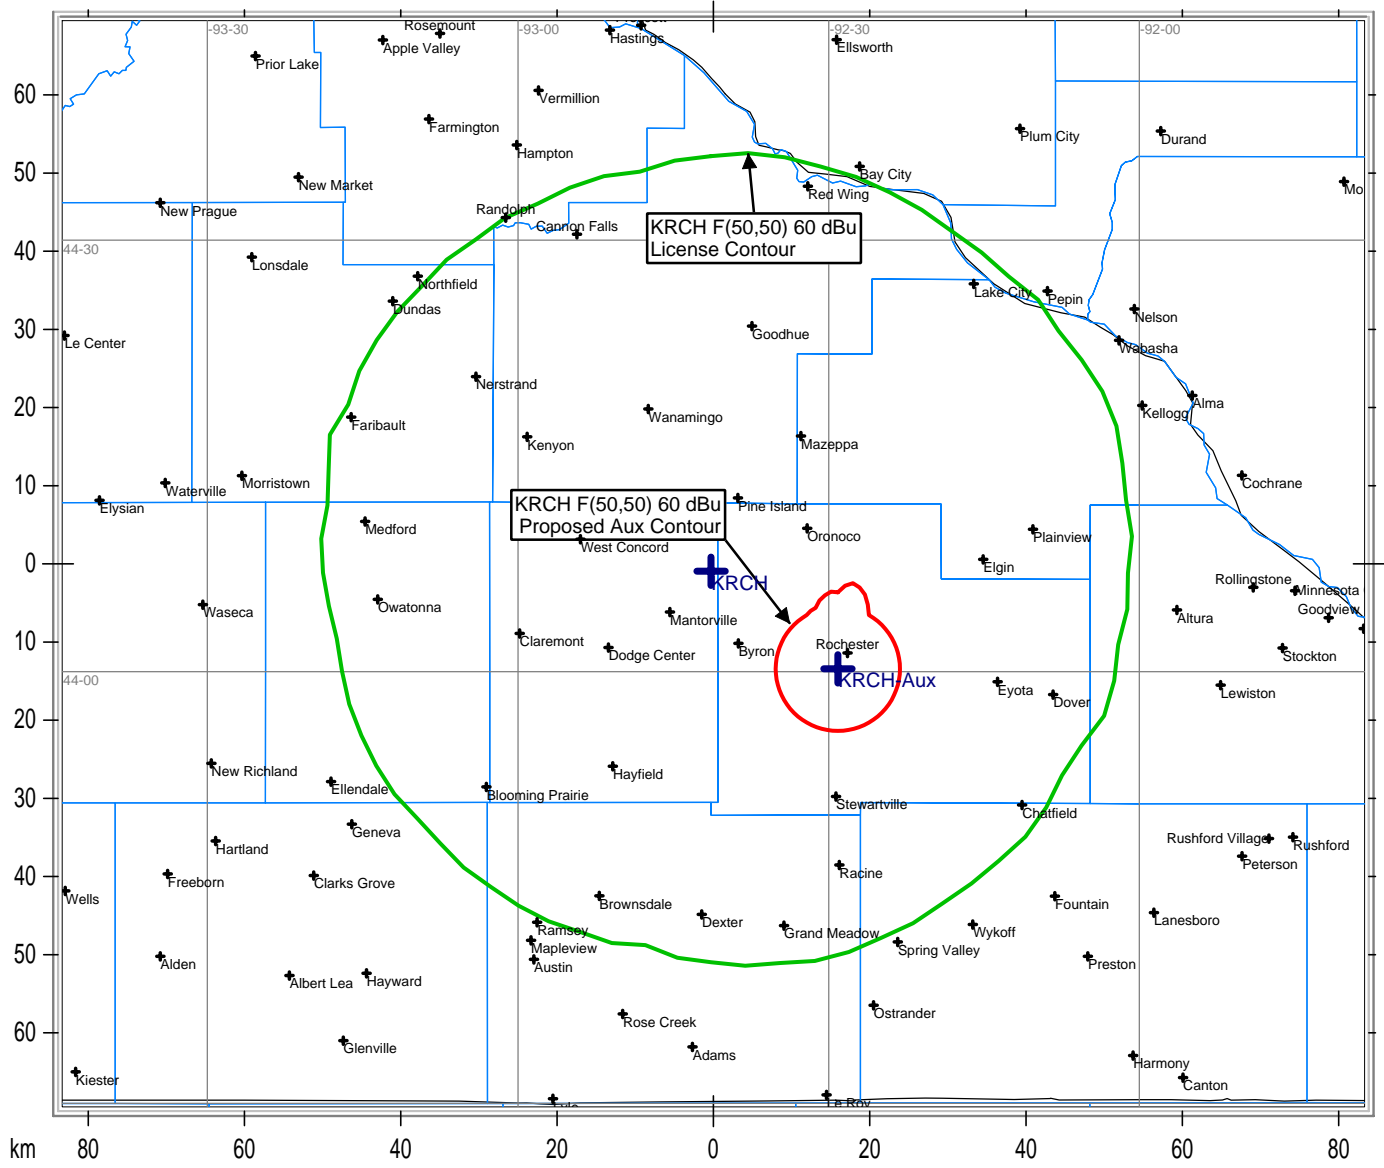 Rosemount
Hastings
-93-30
-93-00
-92-30
-92-00
Apple Valley
Ellsworth
Prior Lake
60
Vermillion
Farmington
Plum City
Durand
Hampton
50
New Market
Bay City
Red Wing
Mo
New Prague
Randolph
Cannon Falls
KRCH F(50,50) 60 dBu
License Contour
40
44-30
Lonsdale
Northfield
Lake City
Pepin
Dundas
Nelson
30
Goodhue
Le Center
Wabasha
Nerstrand
20
Wanamingo
Kellogg
Alma
Faribault
Kenyon
Mazeppa
10
Morristown
Waterville
Cochrane
Elysian
KRCH F(50,50) 60 dBu
Proposed Aux Contour
Pine Island
Medford
West Concord
Oronoco
Plainview
0
Elgin
KRCH
Rollingstone
Minnesota
Goodview
Waseca
Owatonna
Mantorville
Altura
10
Claremont
Dodge Center
Byron
Rochester
Stockton
44-00
KRCH-Aux
Eyota
Dover
Lewiston
20
New Richland
Hayfield
Ellendale
Blooming Prairie
30
Stewartville
Chatfield
Geneva
Hartland
Rushford Village
Rushford
Peterson
40
Freeborn
Clarks Grove
Racine
Wells
Brownsdale
Fountain
Dexter
Grand Meadow
Lanesboro
Ramsey
Wykoff
Mapleview
Spring Valley
50
Alden
Austin
Preston
Albert Lea
Hayward
Ostrander
Rose Creek
60
Glenville
Adams
Harmony
Kiester
Canton
Le Roy
km
80
60
40
20
0
20
40
60
80